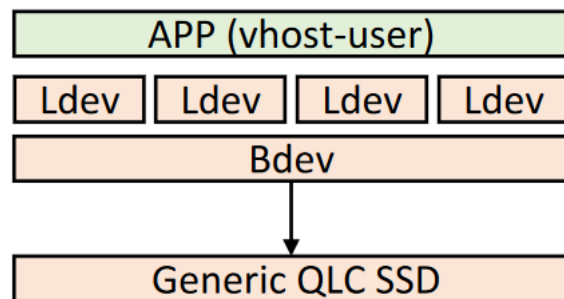 APP (vhost-user)
Ldev Ldev Ldev Ldev
Bdev
Generic QLC SSD